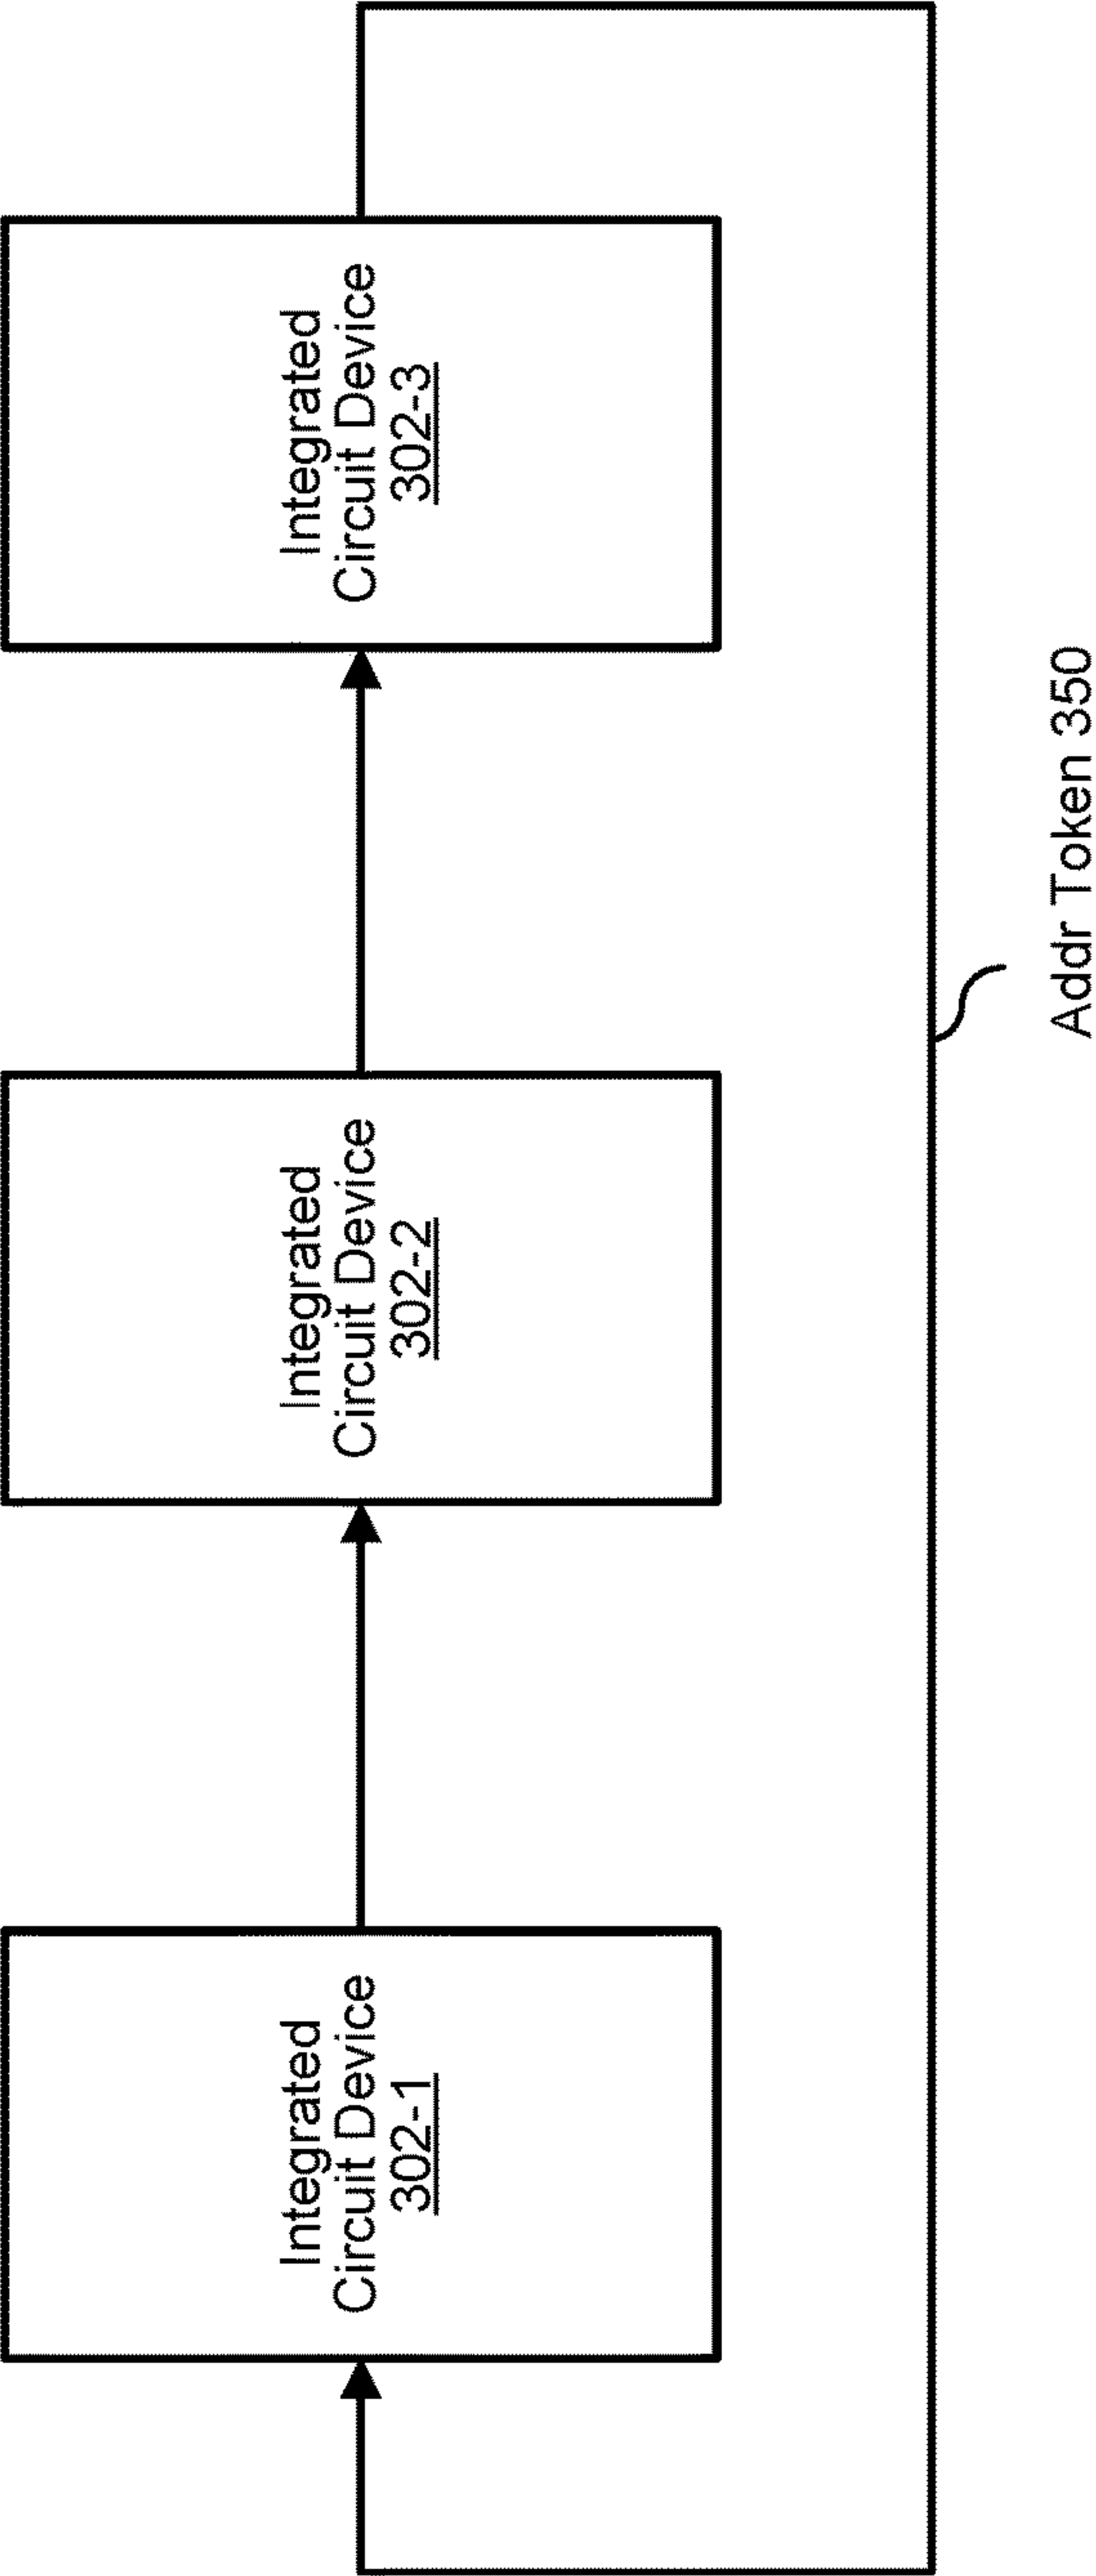 Integrated
Circuit Device
302-1
Integrated
Circuit Device
302-2
Integrated
Circuit Device
302-3
Addr Token 350